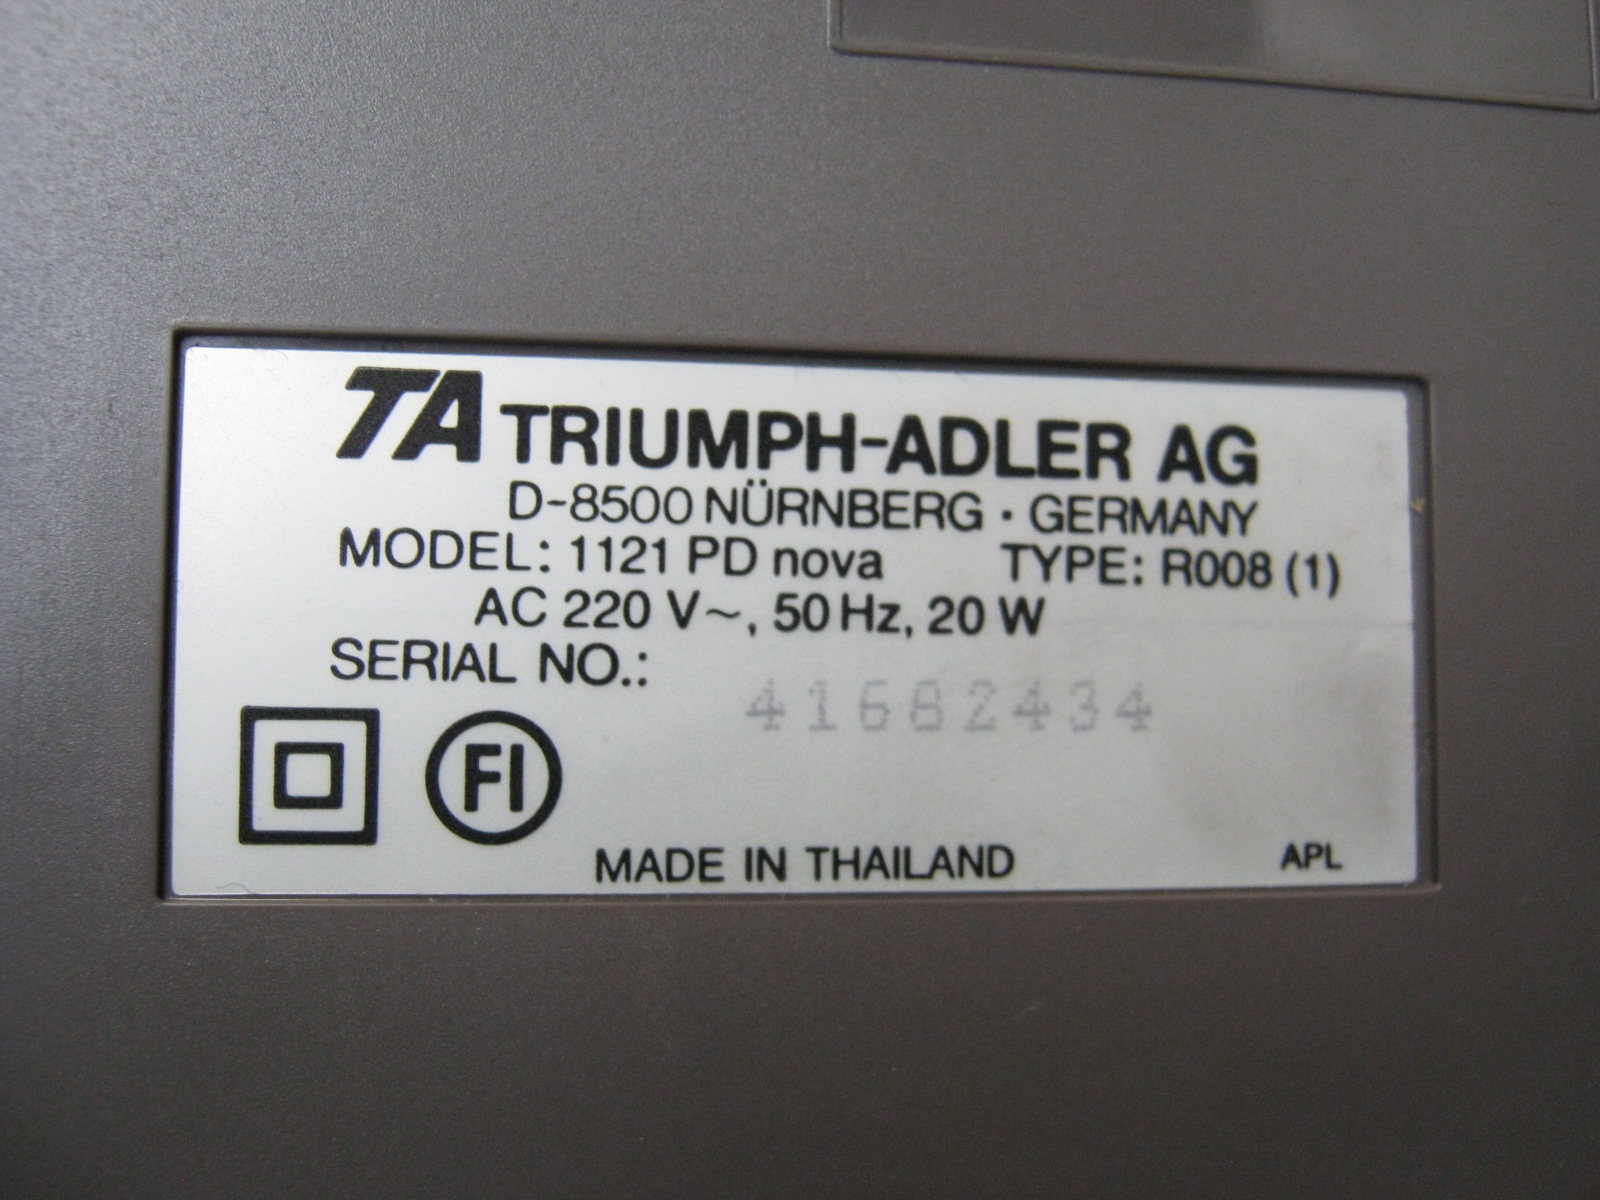 TA TRIUMPH-ADLER AG
D-8500 NÜRNBERG · GERMANY
MODEL: 1121 PD nova TYPE: R008 (1)
AC 220 V~, 50 Hz, 20 W
SERIAL NO.:
41682434
FI
MADE IN THAILAND
APL